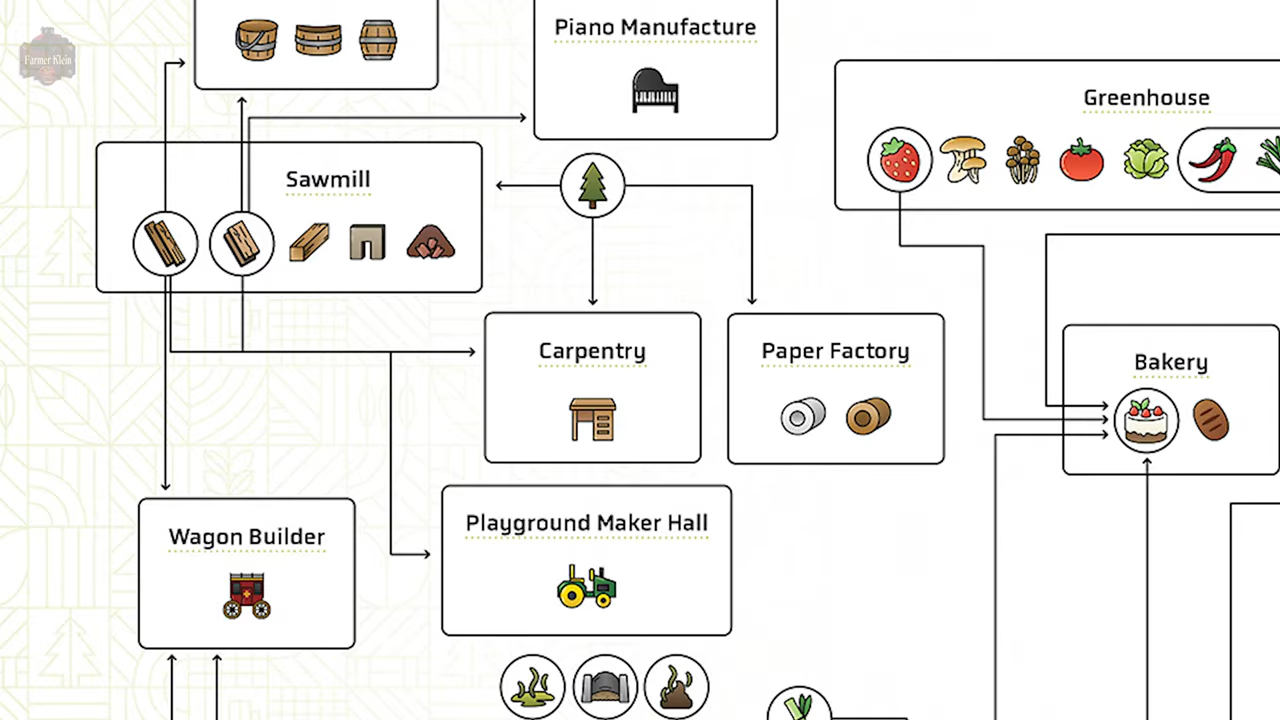 Farmer Klein
Piano Manufacture
Greenhouse
Sawmill
Carpentry
Paper Factory
Bakery
Wagon Builder
Playground Maker Hall